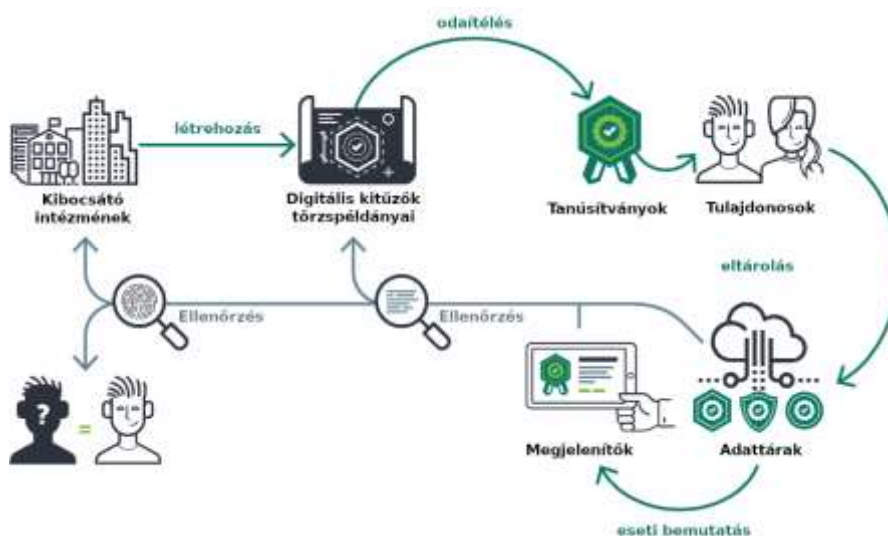 odaítélés
létrehozás
Kibocsátó
intézmének
Digitális kitűzők
törzspéldányai
Tanúsítványok
Tulajdonosok
eltárolás
Ellenőrzés
Ellenőrzés
?
=
Megjelenítők
Adattárak
eseti bemutatás